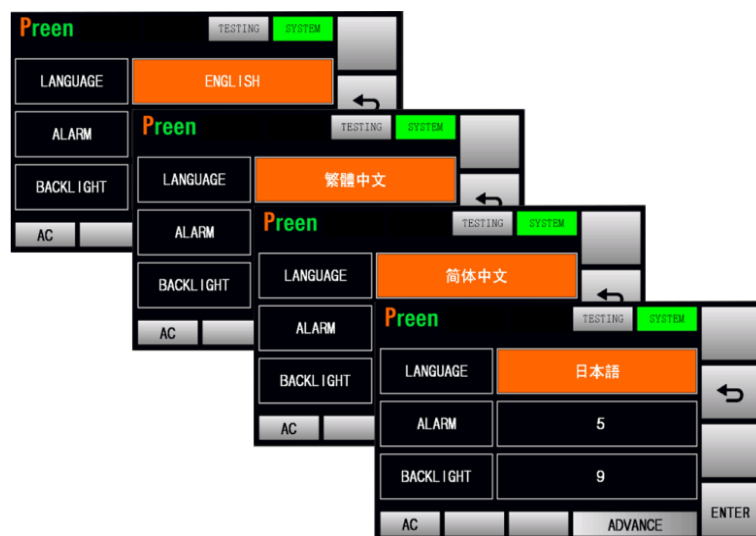 Preen TESTING SYSTEM
LANGUAGE ENGLISH
ALARM
BACKLIGHT
AC
Preen TESTING SYSTEM
LANGUAGE 繁體中文
ALARM
BACKLIGHT
AC
Preen TESTING SYSTEM
LANGUAGE 简体中文
ALARM
BACKLIGHT
AC
Preen TESTING SYSTEM
LANGUAGE 日本語
ALARM 5
BACKLIGHT 9
AC ADVANCE ENTER